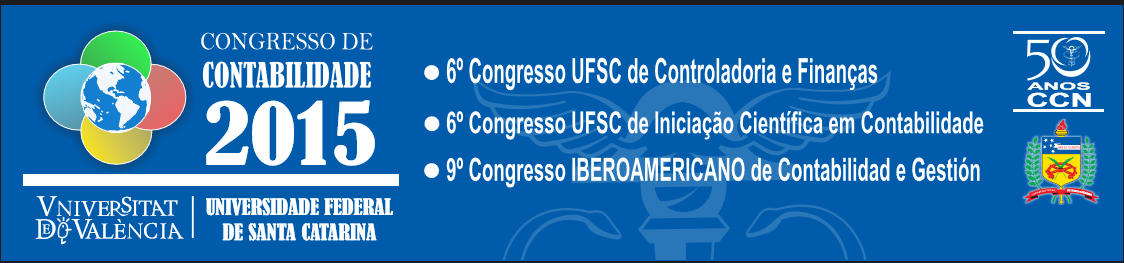 CONGRESSO DE
CONTABILIDADE
2015
VNIVERSITAT
DE VALÈNCIA
UNIVERSIDADE FEDERAL
DE SANTA CATARINA
• 6º Congresso UFSC de Controladoria e Finanças
• 6º Congresso UFSC de Iniciação Científica em Contabilidade
• 9º Congresso IBEROAMERICANO de Contabilidad e Gestión
50
ANOS
CCN